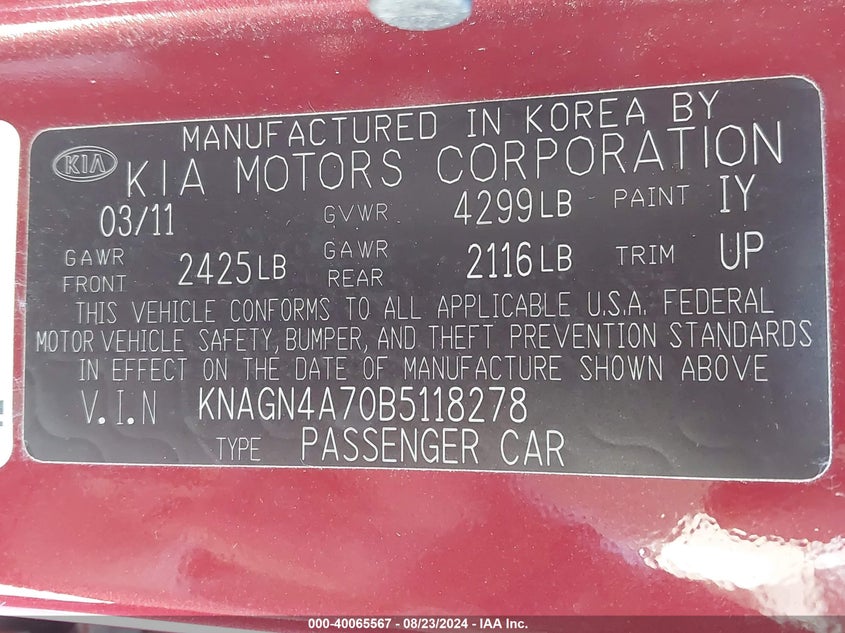 MANUFACTURED IN KOREA BY
KIA KIA MOTORS CORPORATION
03/11 GVWR 4299LB PAINT IY
GAWR FRONT 2425LB GAWR REAR 2116LB TRIM UP
THIS VEHICLE CONFORMS TO ALL APPLICABLE U.S.A. FEDERAL
MOTOR VEHICLE SAFETY, BUMPER, AND THEFT PREVENTION STANDARDS
IN EFFECT ON THE DATE OF MANUFACTURE SHOWN ABOVE
V.I.N KNAGN4A70B5118278
TYPE PASSENGER CAR
000-40065567 - 08/23/2024 - IAA Inc.